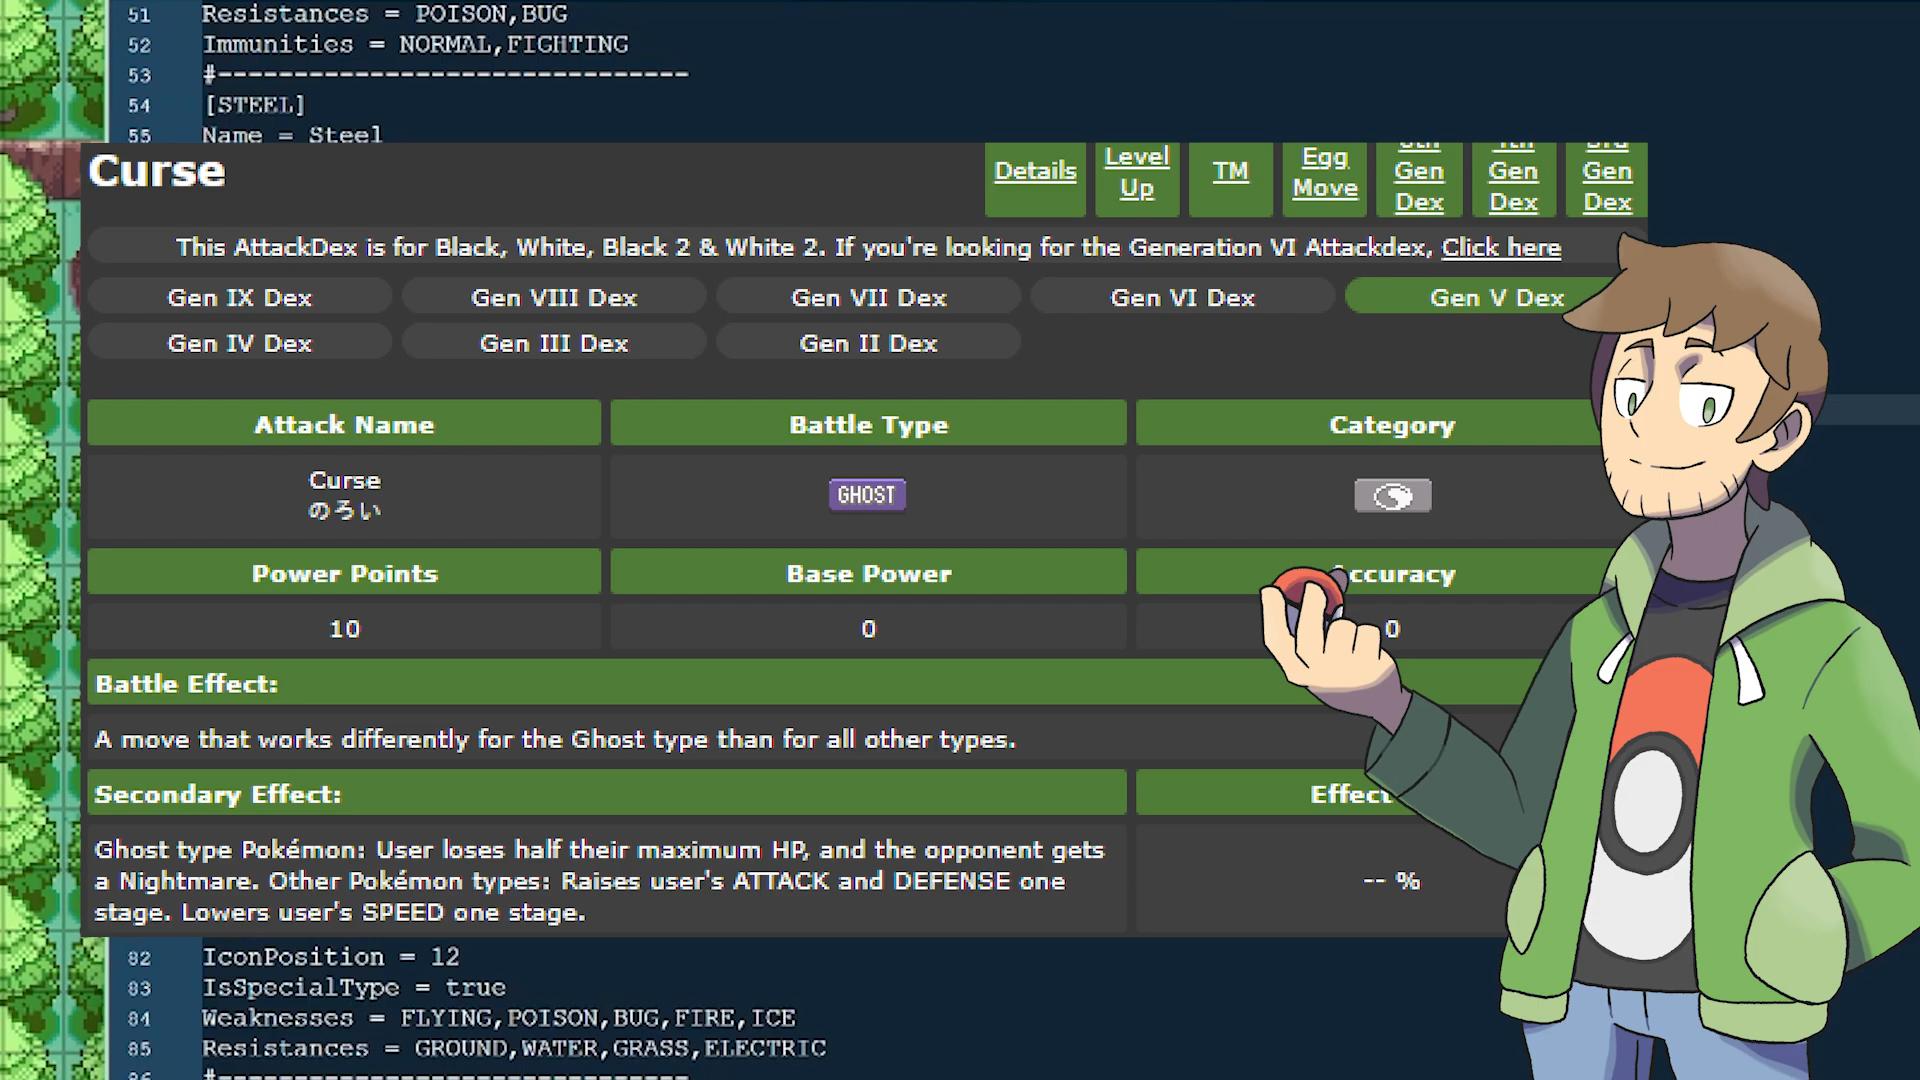 51 Resistances = POISON,BUG
52 Immunities = NORMAL,FIGHTING
53 #-------------------------------
54 [STEEL]
55 Name = Steel
Curse
Details
Level Up
TM
Egg Move
Gen Dex
Gen Dex
Gen Dex
This AttackDex is for Black, White, Black 2 & White 2. If you're looking for the Generation VI Attackdex, Click here
Gen IX Dex Gen VIII Dex Gen VII Dex Gen VI Dex Gen V Dex
Gen IV Dex Gen III Dex Gen II Dex
Attack Name Battle Type Category
Curse
のろい
GHOST
Power Points Base Power Accuracy
10 0 0
Battle Effect:
A move that works differently for the Ghost type than for all other types.
Secondary Effect: Effect
Ghost type Pokémon: User loses half their maximum HP, and the opponent gets
a Nightmare. Other Pokémon types: Raises user's ATTACK and DEFENSE one
stage. Lowers user's SPEED one stage.
-- %
82 IconPosition = 12
83 IsSpecialType = true
84 Weaknesses = FLYING,POISON,BUG,FIRE,ICE
85 Resistances = GROUND,WATER,GRASS,ELECTRIC
86 #-------------------------------